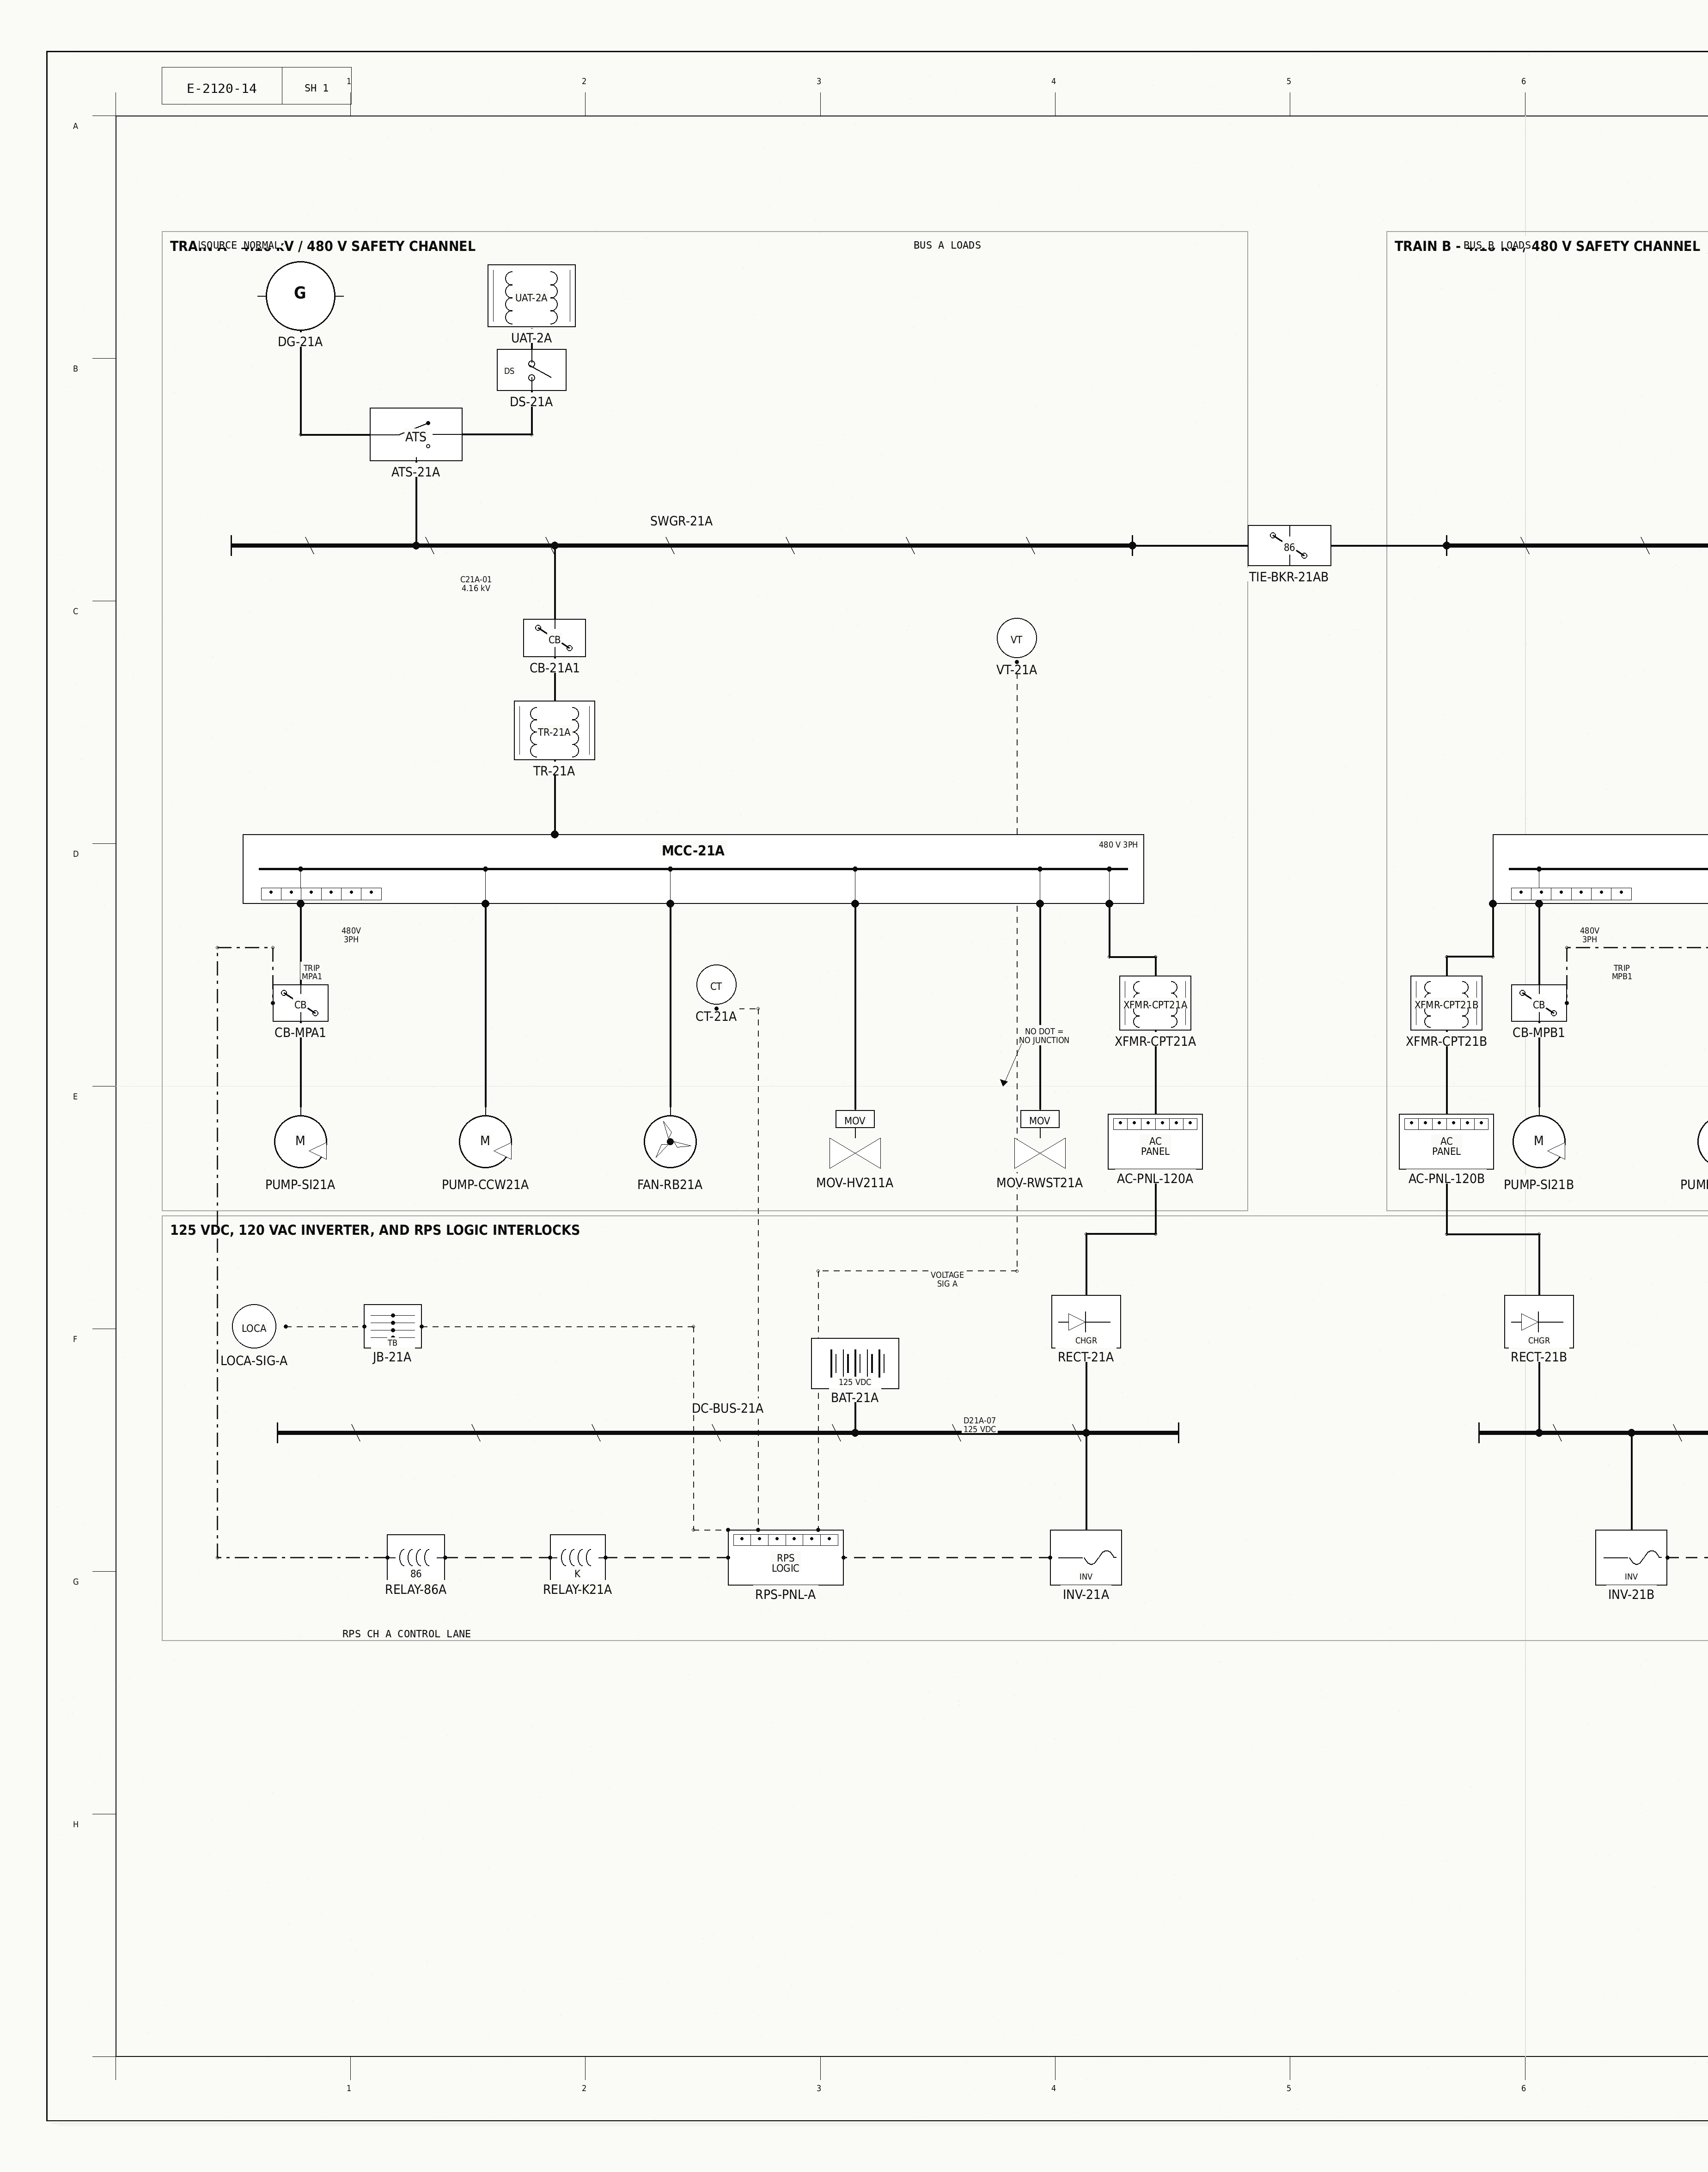 E-2120-14
SH 1
1
2
3
4
5
6
A
B
C
D
E
F
G
H
SOURCE NORMAL
V / 480 V SAFETY CHANNEL
BUS A LOADS
TRAIN B -
BUS B LOADS
480 V SAFETY CHANNEL
G
DG-21A
UAT-2A
UAT-2A
DS
DS-21A
ATS
ATS-21A
SWGR-21A
86
TIE-BKR-21AB
C21A-01
4.16 kV
CB
CB-21A1
VT
VT-21A
TR-21A
TR-21A
MCC-21A
480 V 3PH
480V
3PH
TRIP
MPA1
CB
CB-MPA1
CT
CT-21A
NO DOT =
NO JUNCTION
XFMR-CPT21A
XFMR-CPT21A
XFMR-CPT21B
XFMR-CPT21B
480V
3PH
TRIP
MPB1
CB
CB-MPB1
M
PUMP-SI21A
M
PUMP-CCW21A
FAN-RB21A
MOV
MOV-HV211A
MOV
MOV-RWST21A
AC
PANEL
AC-PNL-120A
AC
PANEL
AC-PNL-120B
M
PUMP-SI21B
PUM
125 VDC, 120 VAC INVERTER, AND RPS LOGIC INTERLOCKS
VOLTAGE
SIG A
LOCA
LOCA-SIG-A
TB
JB-21A
125 VDC
BAT-21A
CHGR
RECT-21A
CHGR
RECT-21B
DC-BUS-21A
D21A-07
125 VDC
86
RELAY-86A
K
RELAY-K21A
RPS
LOGIC
RPS-PNL-A
INV
INV-21A
INV
INV-21B
RPS CH A CONTROL LANE
1
2
3
4
5
6